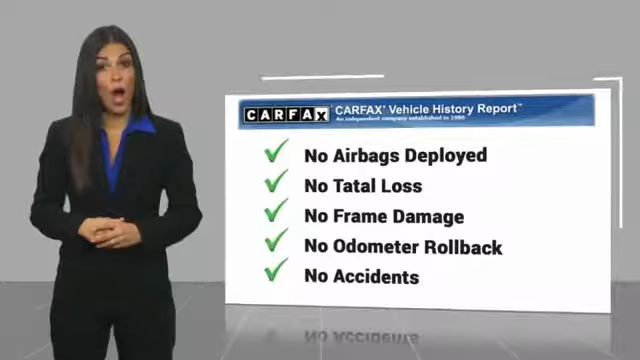 CARFAX CARFAX® Vehicle History Report™
An independent company established in 1986
No Airbags Deployed
No Tatal Loss
No Frame Damage
No Odometer Rollback
No Accidents